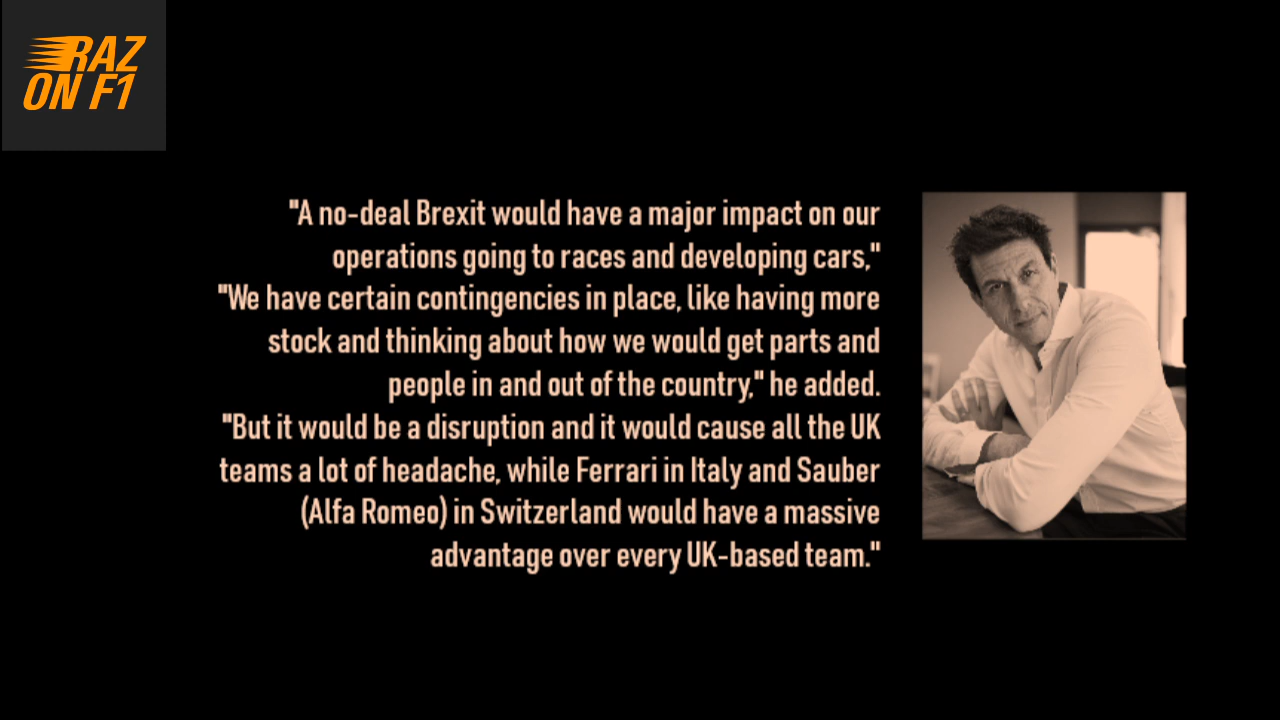 RAZ
ON F1
"A no-deal Brexit would have a major impact on our
operations going to races and developing cars,"
"We have certain contingencies in place, like having more
stock and thinking about how we would get parts and
people in and out of the country," he added.
"But it would be a disruption and it would cause all the UK
teams a lot of headache, while Ferrari in Italy and Sauber
(Alfa Romeo) in Switzerland would have a massive
advantage over every UK-based team."